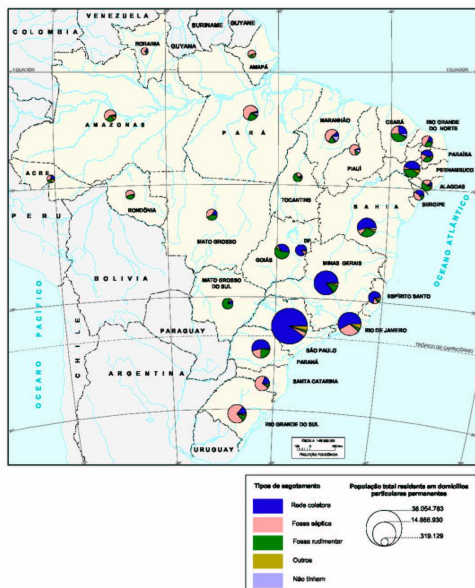 VENEZUELA
COLOMBIA
SURINAME
GUYANE
GUYANA
RORAIMA
EQUADOR
EQUADOR
AMAPÁ
AMAZONAS
PARÁ
MARANHÃO
CEARÁ
RIO GRANDE
DO NORTE
PARAÍBA
PIAUÍ
PERNAMBUCO
ACRE
ALAGOAS
SERGIPE
RONDÔNIA
TOCANTINS
BAHIA
PERU
MATO GROSSO
DF
GOIÁS
BOLIVIA
MINAS GERAIS
MATO GROSSO
DO SUL
ESPÍRITO SANTO
RIO DE JANEIRO
PARAGUAY
SÃO PAULO
TRÓPICO DE CAPRICÓRNIO
PARANÁ
CHILE
ARGENTINA
SANTA CATARINA
RIO GRANDE DO SUL
URUGUAY
OCEANO PACÍFICO
OCEANO ATLÂNTICO
PROJEÇÃO POLICÔNICA
Tipos de esgotamento
Rede coletora
Fossa séptica
Fossa rudimentar
Outros
Não tinham
População total residente em domicílios
particulares permanentes
38.054.783
14.866.930
319.129